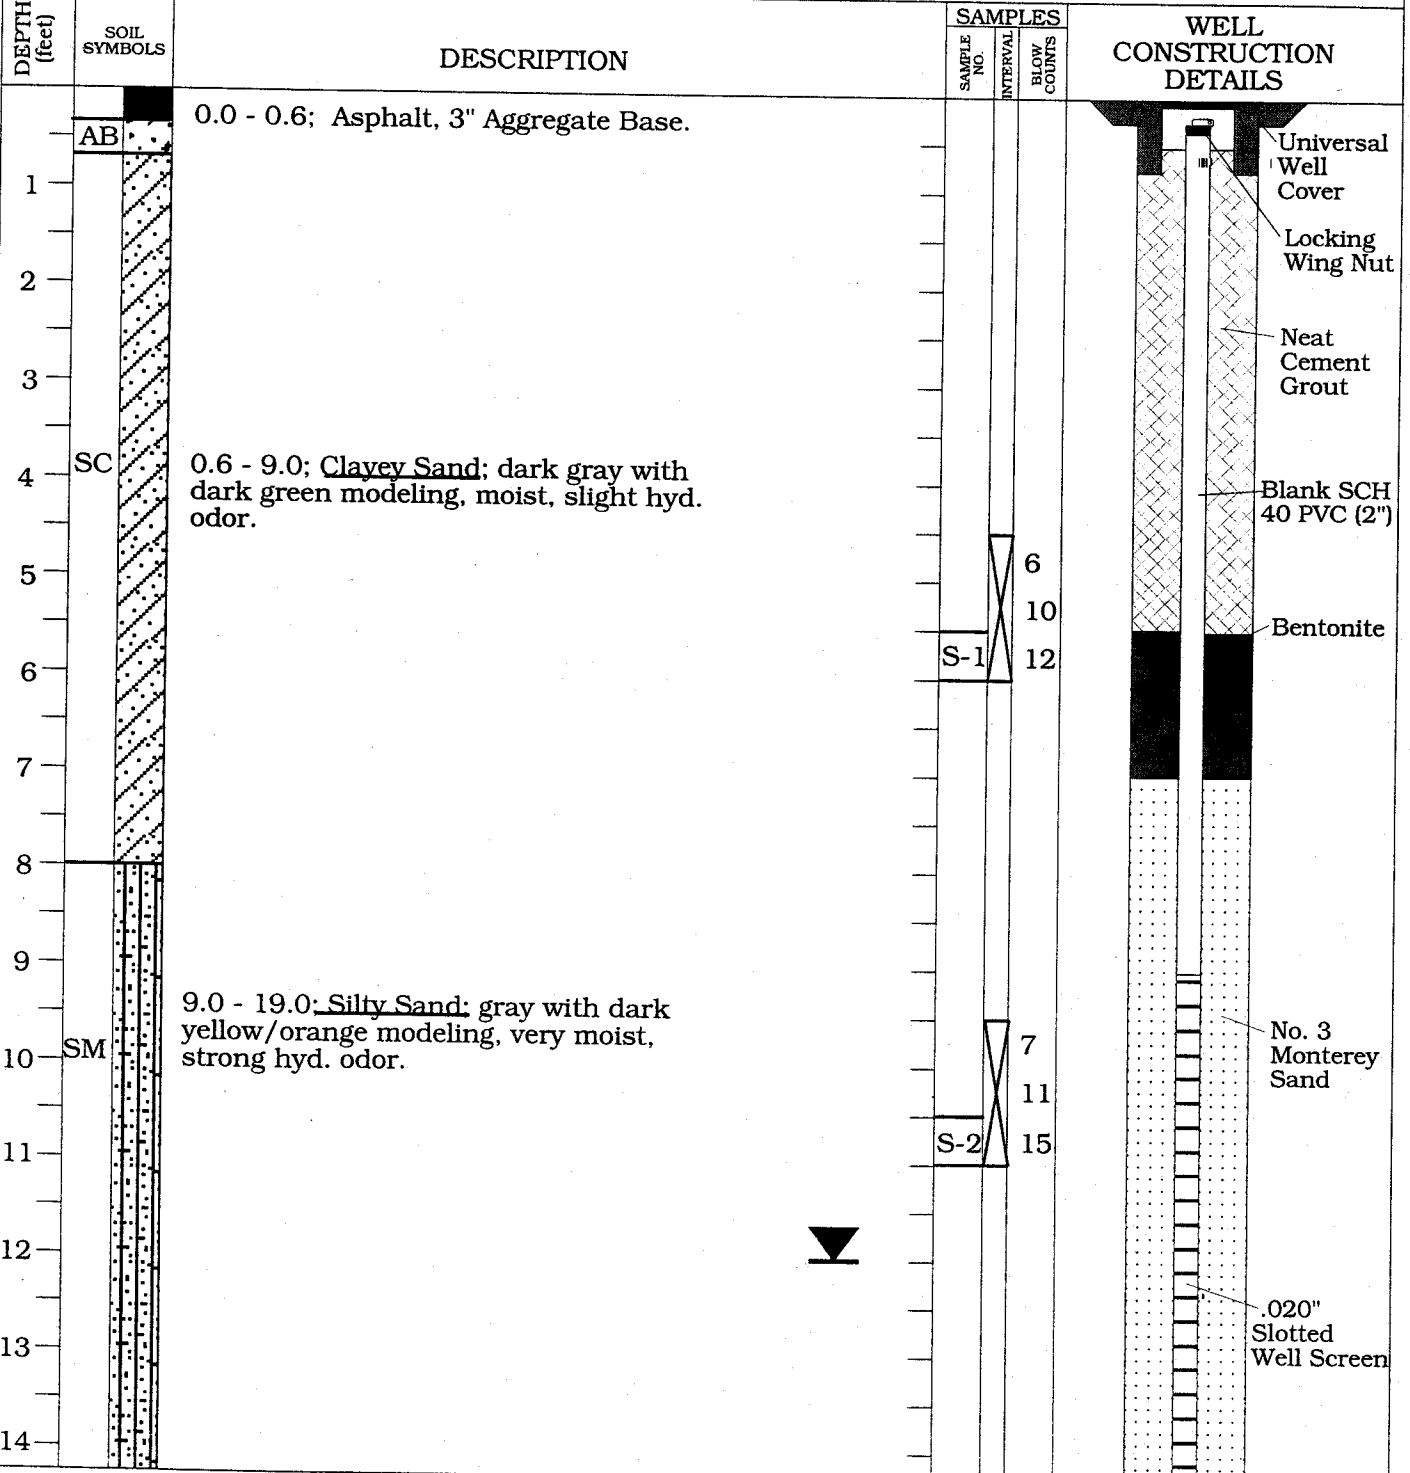 DEPTH
(feet)
SOIL
SYMBOLS
DESCRIPTION
SAMPLES
SAMPLE
NO.
INTERVAL
BLOW
COUNTS
WELL
CONSTRUCTION
DETAILS
0.0 - 0.6; Asphalt, 3" Aggregate Base.
AB
Universal
Well
Cover
1
Locking
Wing Nut
2
Neat
Cement
Grout
3
SC
0.6 - 9.0; Clayey Sand; dark gray with
dark green modeling, moist, slight hyd.
odor.
4
Blank SCH
40 PVC (2")
5
6
10
Bentonite
S-1
12
6
7
8
9
9.0 - 19.0; Silty Sand; gray with dark
yellow/orange modeling, very moist,
strong hyd. odor.
SM
10
7
11
No. 3
Monterey
Sand
S-2
15
11
12
.020"
Slotted
Well Screen
13
14